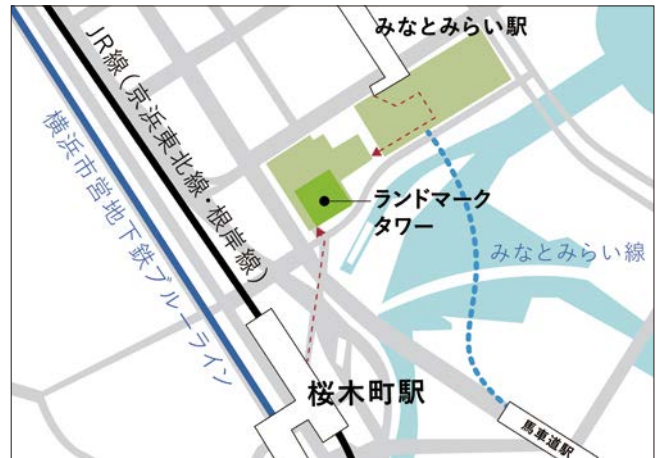 みなとみらい駅
JR線(京浜東北線・根岸線)
横浜市営地下鉄ブルーライン
ランドマーク
タワー
みなとみらい線
桜木町駅
馬車道駅